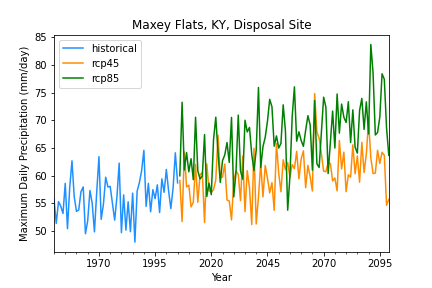 Maxey Flats, KY, Disposal Site
historical
rcp45
rcp85
Maximum Daily Precipitation (mm/day)
85
80
75
70
65
60
55
50
1970 1995 2020 2045 2070 2095
Year